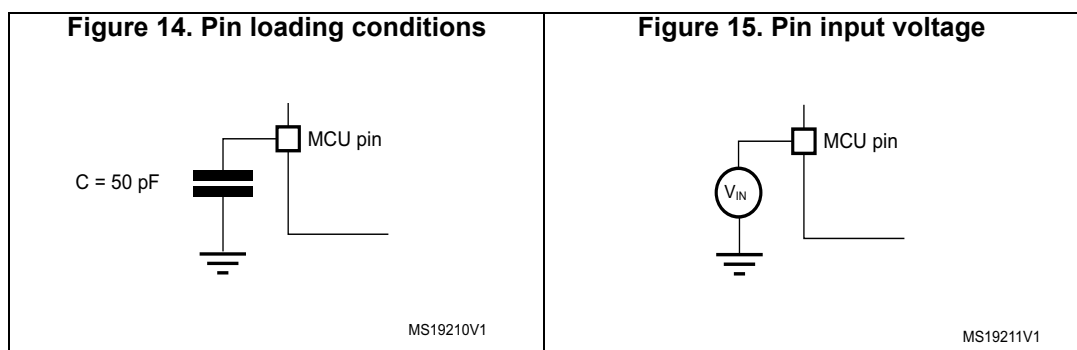 Figure 14. Pin loading conditions
MCU pin
C = 50 pF
MS19210V1
Figure 15. Pin input voltage
MCU pin
VIN
MS19211V1